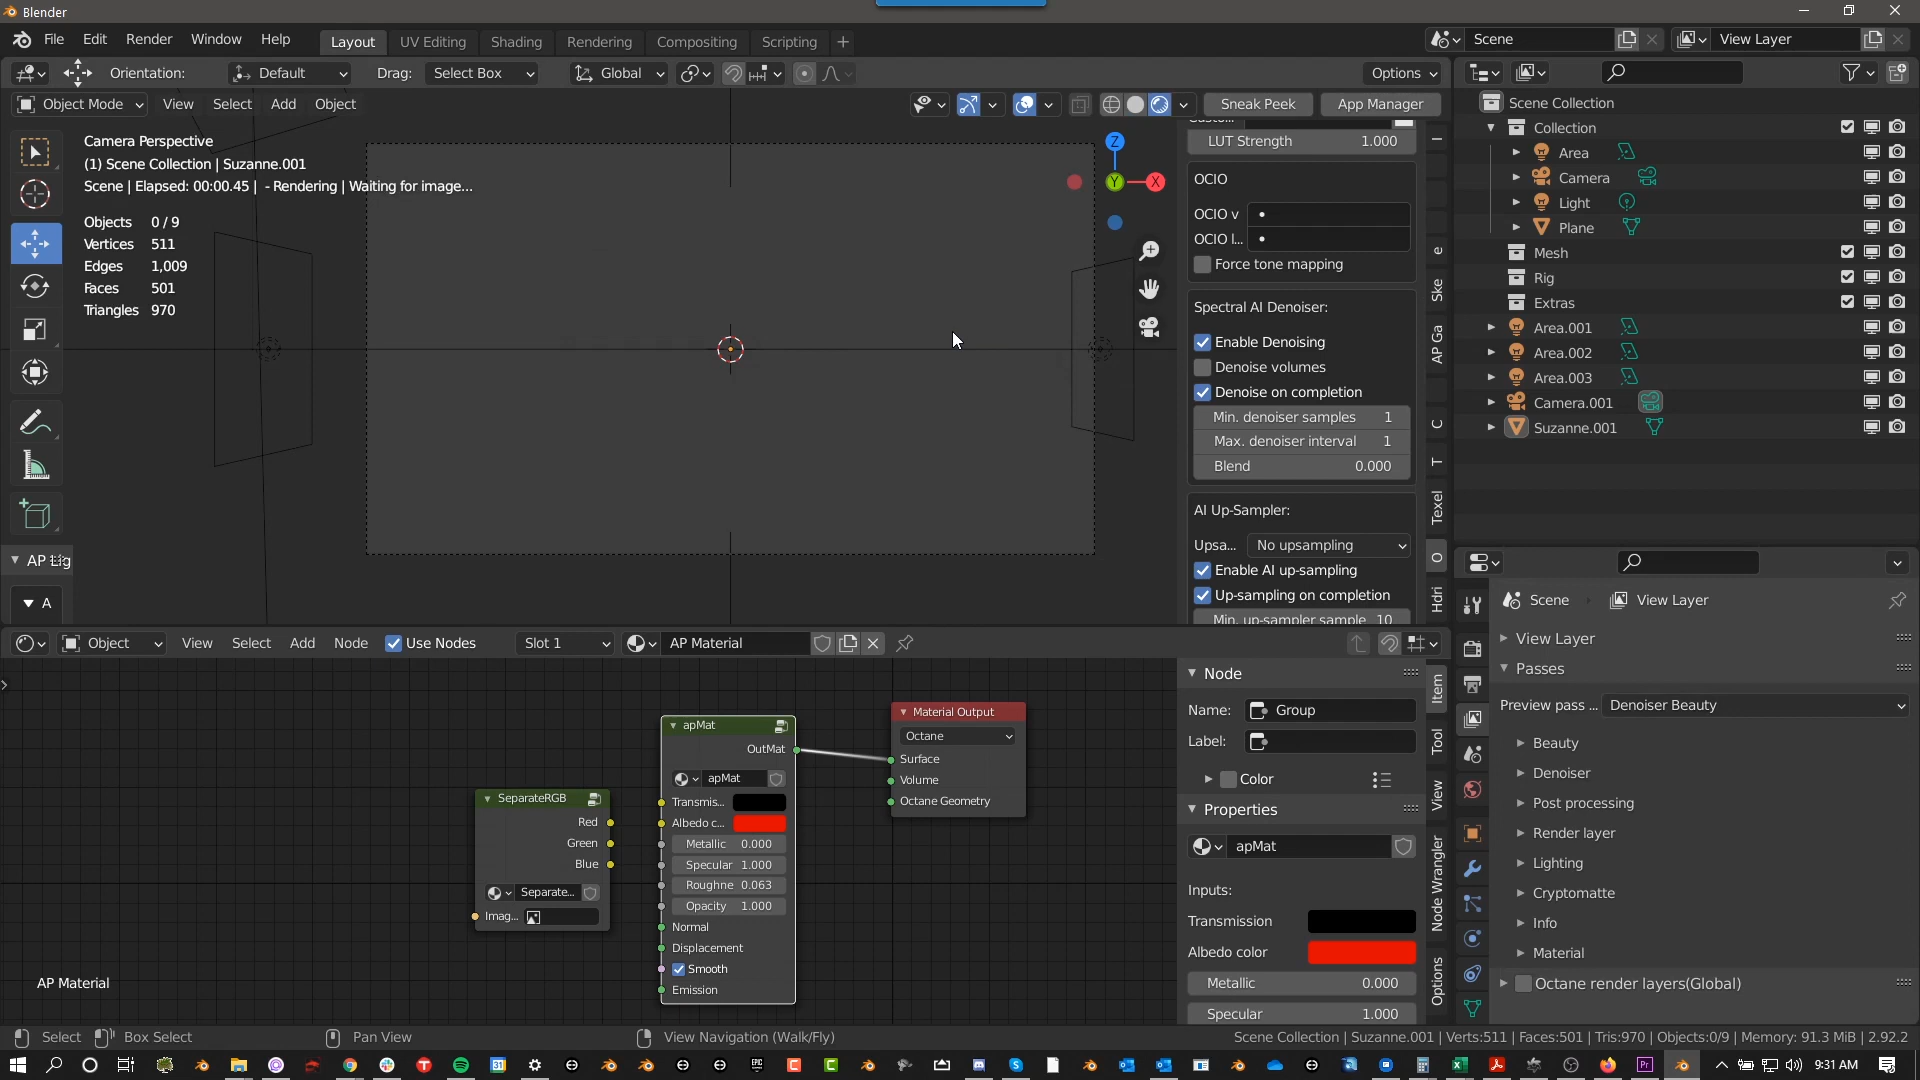 Blender
File Edit Render Window Help Layout UV Editing Shading Rendering Compositing Scripting Scene View Layer
Orientation: Default Drag: Select Box Global Options
Object Mode View Select Add Object Sneak Peek App Manager
Camera Perspective
(1) Scene Collection | Suzanne.001
Scene | Elapsed: 00:00.45 | - Rendering | Waiting for image...
Objects 0 / 9
Vertices 511
Edges 1,009
Faces 501
Triangles 970
Z
Y
X
AP Lig
A
LUT Strength 1.000
OCIO
OCIO v
OCIO l...
Force tone mapping
Spectral AI Denoiser:
Enable Denoising
Denoise volumes
Denoise on completion
Min. denoiser samples 1
Max. denoiser interval 1
Blend 0.000
AI Up-Sampler:
Upsa... No upsampling
Enable AI up-sampling
Up-sampling on completion
Min. up-sampler sample 10
I
e
Ske
AP Ga
C
T
Texel
O
Hdri
Scene Collection
Collection
Area
Camera
Light
Plane
Mesh
Rig
Extras
Area.001
Area.002
Area.003
Camera.001
Suzanne.001
Scene View Layer
View Layer
Passes
Preview pass ... Denoiser Beauty
Beauty
Denoiser
Post processing
Render layer
Lighting
Cryptomatte
Info
Material
Octane render layers(Global)
Object View Select Add Node Use Nodes Slot 1 AP Material
SeparateRGB
Red
Green
Blue
Separate...
Imag...
apMat
OutMat
apMat
Transmis...
Albedo c...
Metallic 0.000
Specular 1.000
Roughne 0.063
Opacity 1.000
Normal
Displacement
Smooth
Emission
Material Output
Octane
Surface
Volume
Octane Geometry
AP Material
Node
Name: Group
Label:
Color
Properties
apMat
Inputs:
Transmission
Albedo color
Metallic 0.000
Specular 1.000
Item
Tool
View
Node Wrangler
Options
Select Box Select Pan View View Navigation (Walk/Fly) Scene Collection | Suzanne.001 | Verts:511 | Faces:501 | Tris:970 | Objects:0/9 | Memory: 91.3 MiB | 2.92.2
9:31 AM